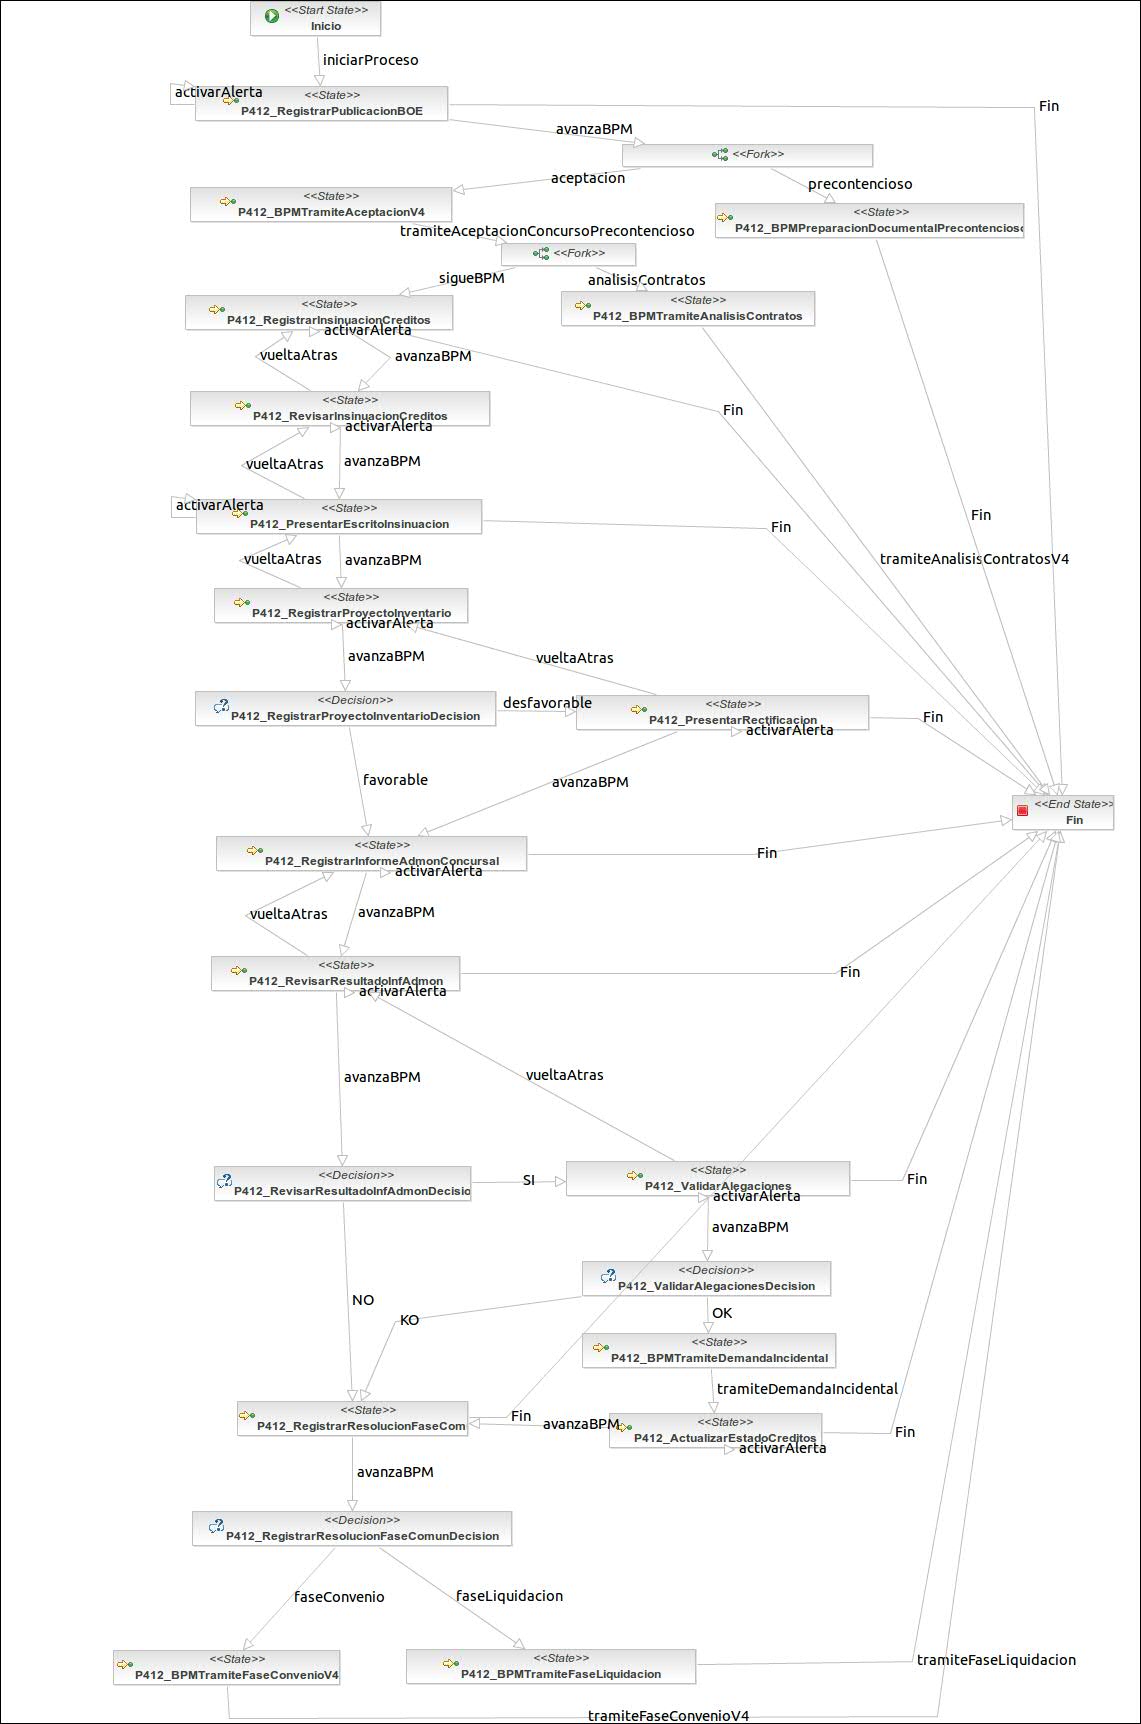 <<Start State>>
Inicio
iniciarProceso
activarAlerta
<<State>>
P412_RegistrarPublicacionBOE
Fin
avanzaBPM
<<Fork>>
aceptacion
precontencioso
<<State>>
P412_BPMTramiteAceptacionV4
<<State>>
P412_BPMPreparacionDocumentalPrecontencioso
tramiteAceptacionConcursoPrecontencioso
<<Fork>>
sigueBPM
analisisContratos
<<State>>
P412_RegistrarInsinuacionCreditos
<<State>>
P412_BPMTramiteAnalisisContratos
activarAlerta
vueltaAtras
avanzaBPM
<<State>>
P412_RevisarInsinuacionCreditos
Fin
activarAlerta
vueltaAtras
avanzaBPM
activarAlerta
<<State>>
P412_PresentarEscritoInsinuacion
Fin
Fin
vueltaAtras
avanzaBPM
tramiteAnalisisContratosV4
<<State>>
P412_RegistrarProyectoInventario
activarAlerta
avanzaBPM
vueltaAtras
<<Decision>>
P412_RegistrarProyectoInventarioDecision
desfavorable
<<State>>
P412_PresentarRectificacion
Fin
activarAlerta
favorable
avanzaBPM
<<End State>>
Fin
<<State>>
P412_RegistrarInformeAdmonConcursal
Fin
activarAlerta
vueltaAtras
avanzaBPM
<<State>>
P412_RevisarResultadoInfAdmon
Fin
activarAlerta
avanzaBPM
vueltaAtras
<<Decision>>
P412_RevisarResultadoInfAdmonDecisio
SI
<<State>>
P412_ValidarAlegaciones
Fin
activarAlerta
avanzaBPM
<<Decision>>
P412_ValidarAlegacionesDecision
NO
KO
OK
<<State>>
P412_BPMTramiteDemandaIncidental
tramiteDemandaIncidental
<<State>>
P412_RegistrarResolucionFaseCom
Fin
avanzaBPM
<<State>>
P412_ActualizarEstadoCreditos
Fin
activarAlerta
avanzaBPM
<<Decision>>
P412_RegistrarResolucionFaseComunDecision
faseConvenio
faseLiquidacion
<<State>>
P412_BPMTramiteFaseConvenioV4
<<State>>
P412_BPMTramiteFaseLiquidacion
tramiteFaseLiquidacion
tramiteFaseConvenioV4